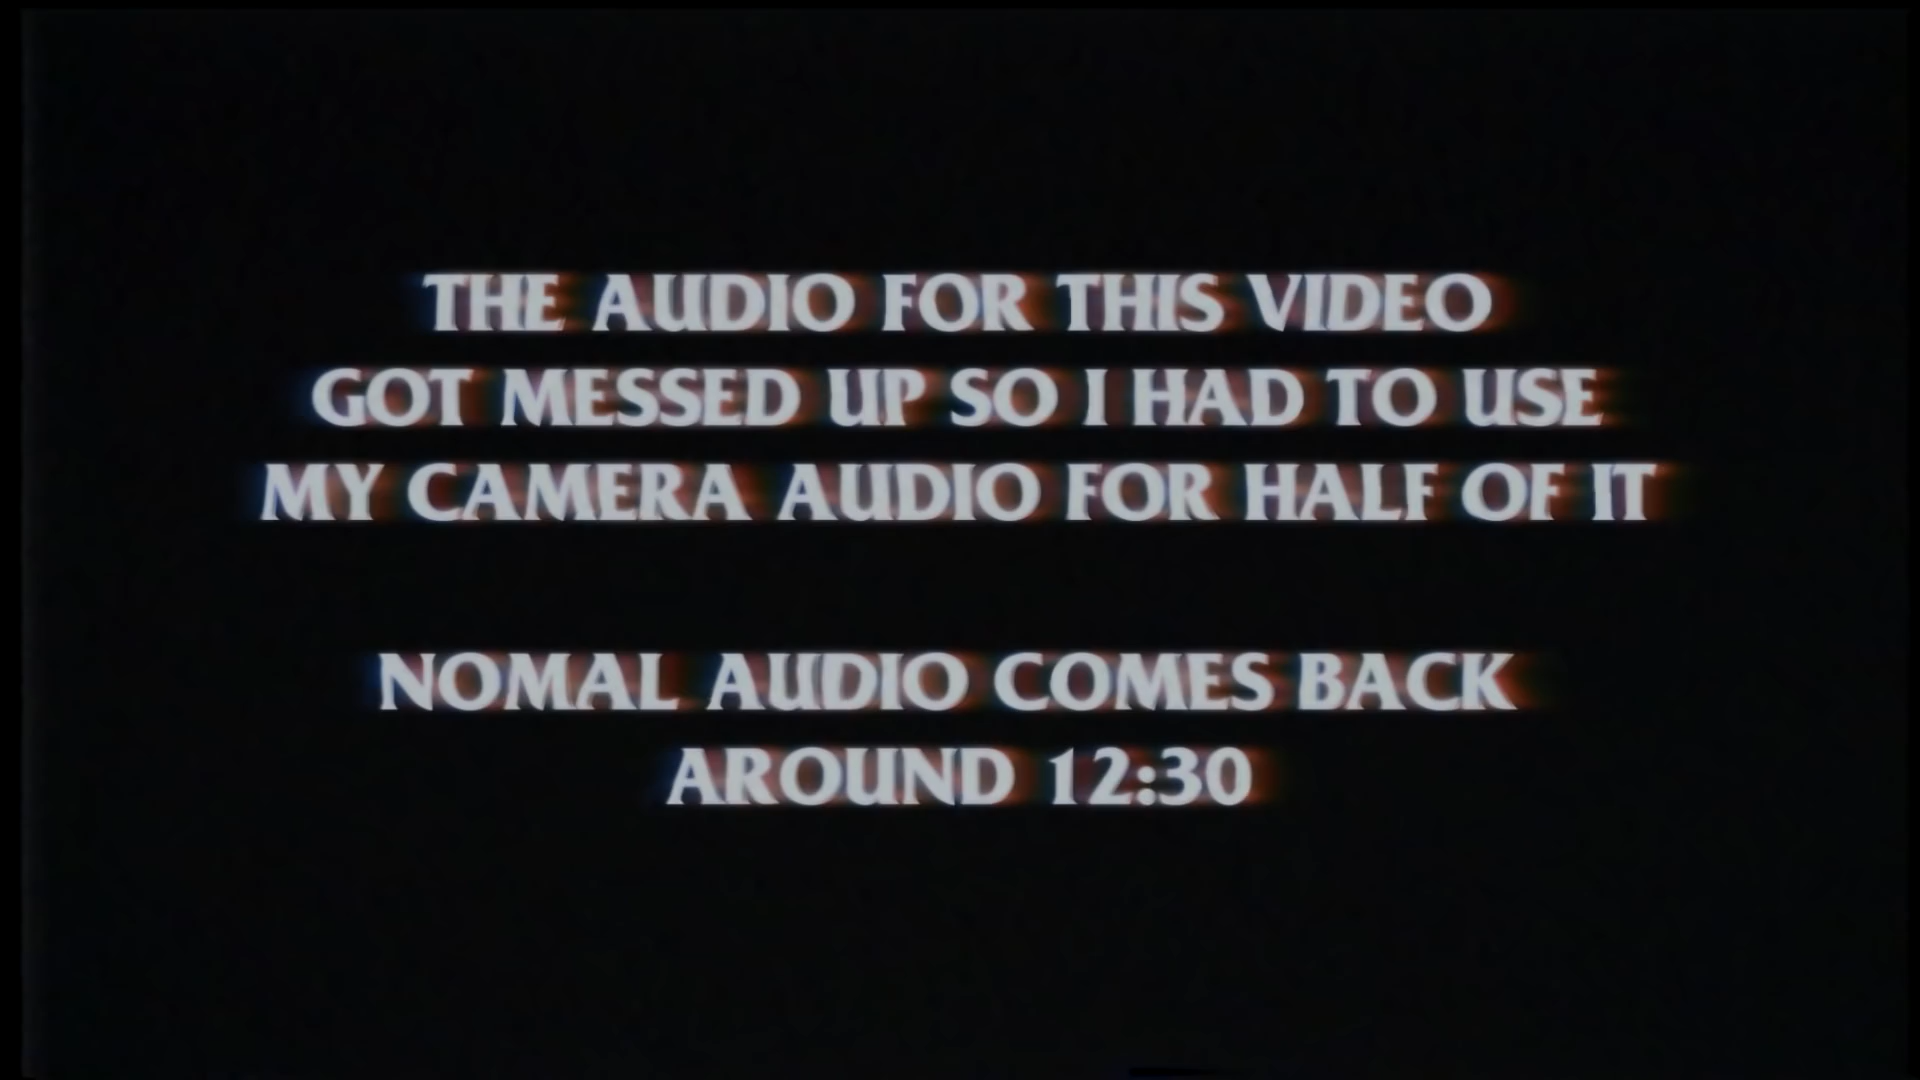 THE AUDIO FOR THIS VIDEO
GOT MESSED UP SO I HAD TO USE
MY CAMERA AUDIO FOR HALF OF IT
NOMAL AUDIO COMES BACK
AROUND 12:30